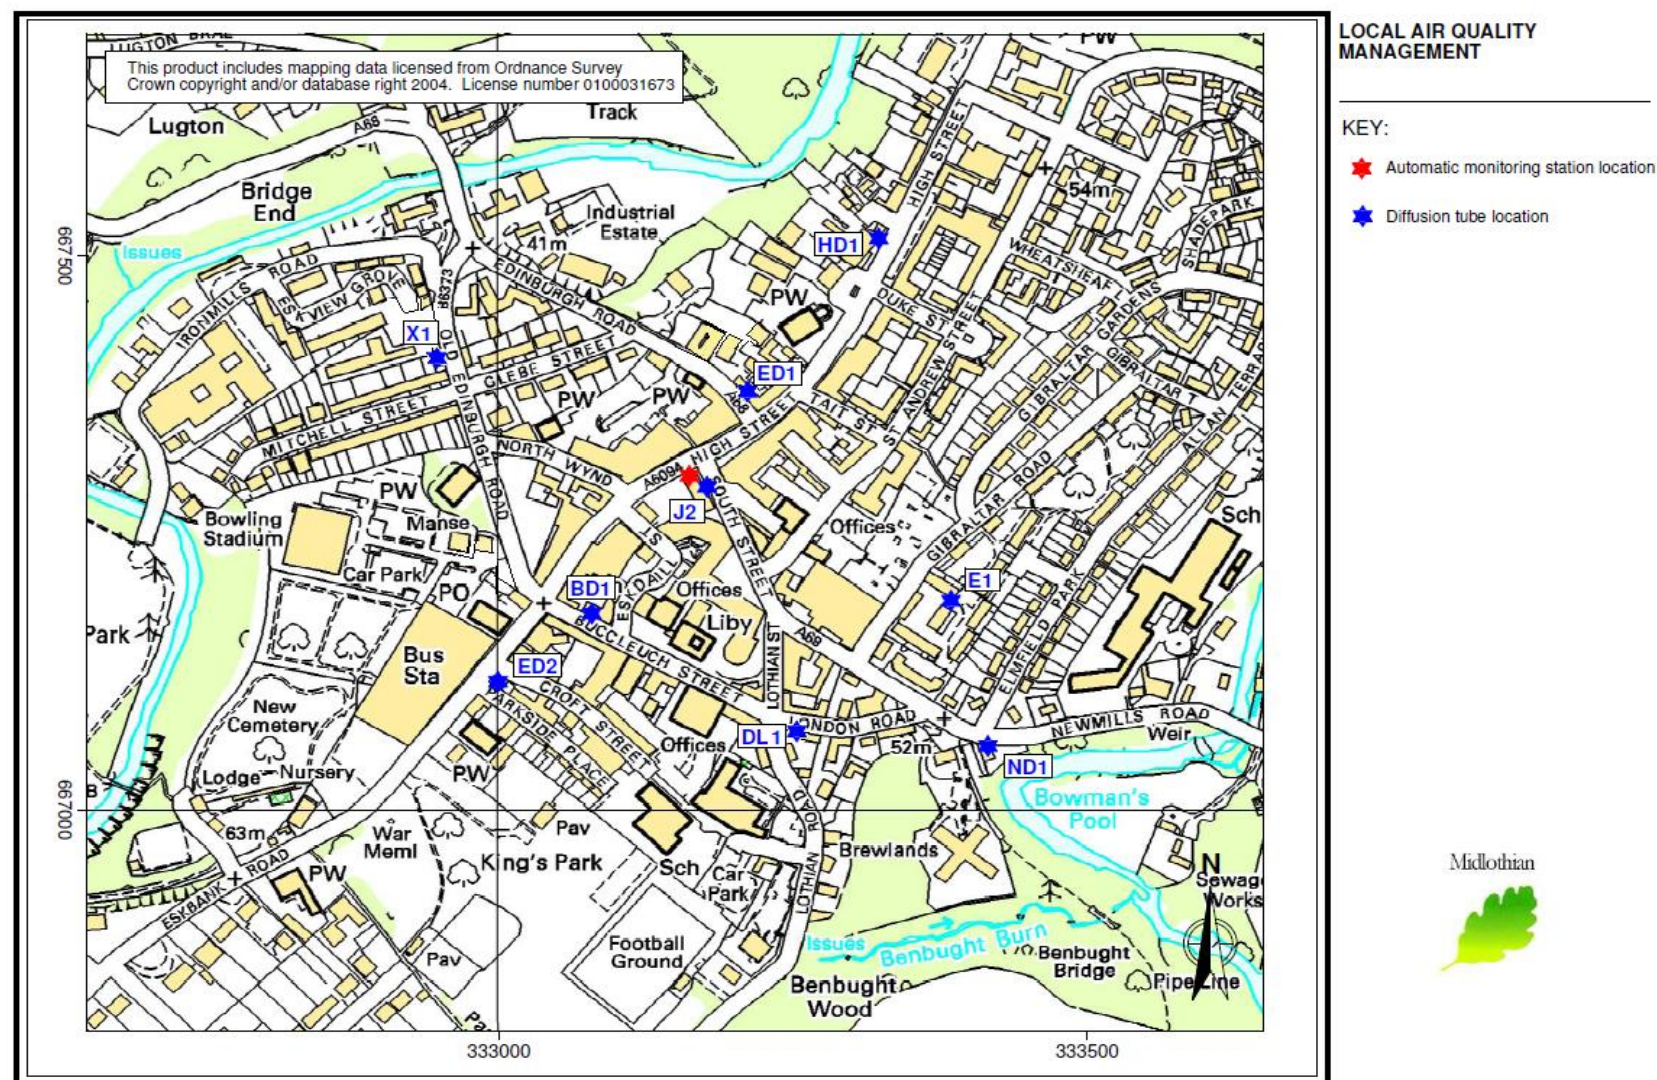 LOCAL AIR QUALITY
MANAGEMENT
KEY:
Automatic monitoring station location
Diffusion tube location
Midlothian
This product includes mapping data licensed from Ordnance Survey
Crown copyright and/or database right 2004. License number 0100031673
PW
Lugton
A68
Track
Bridge
End
Industrial
Estate
HIGH STREET
54m
SHADEPARK
Issues
41m
HD1
WHEATSHEAF L
667500
IRONMILLS ROAD
ESKVIEW GROVE
B6373
EDINBURGH ROAD
PW
DUKE ST
GARDENS
X1
OLD EDINBURGH ROAD
GLEBE STREET
ED1
ST ANDREW STREET
GIBRALTAR
GIBRALTAR T
PW
PW
A68
TAIT ST
ALLAN TERRA
MITCHELL STREET
NORTH WYND
A6094
HIGH STREET
PW
J2
SOUTH STREET
GIBRALTAR ROAD
Bowling
Stadium
Manse
Offices
Sch
Car Park
PO
BD1
ESKDAILL ST
Offices
E1
Park
Liby
BUCCLEUCH STREET
LOTHIAN ST
A68
ELMFIELD PARK
Bus
Sta
ED2
CROFT STREET
New
Cemetery
ARKSIDE PLACE
Offices
DL1
LONDON ROAD
52m
NEWMILLS ROAD
Weir
ND1
Lodge
Nursery
PW
B
Bowman's
Pool
667000
63m
War
Meml
Pav
King's Park
Sch
Car
Park
LOTHIAN ROAD
Brewlands
N
ESKBANK ROAD
PW
Sewag
Works
Pav
Football
Ground
Issues
Benbught Burn
Benbught
Bridge
Benbught
Wood
Pipe Line
333000
333500